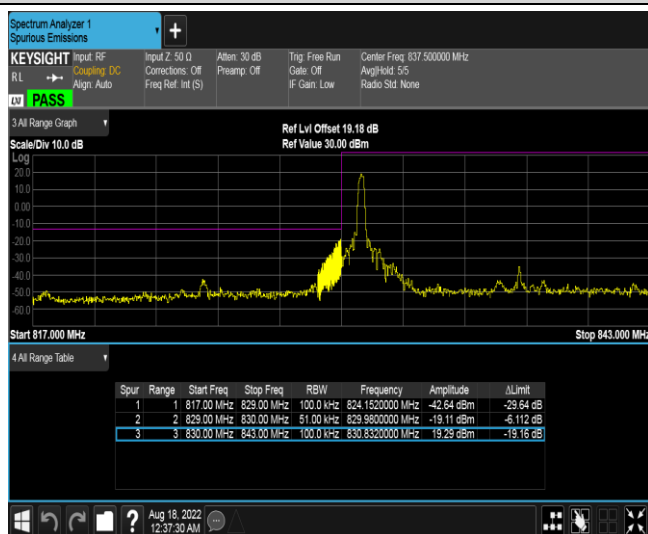 Spectrum Analyzer 1
Spurious Emissions
+
KEYSIGHT
RL
LXI PASS
Input: RF
Coupling: DC
Align: Auto
Input Z: 50 Ω
Corrections: Off
Freq Ref: Int (S)
Atten: 30 dB
Preamp: Off
Trig: Free Run
Gate: Off
IF Gain: Low
Center Freq: 837.500000 MHz
Avg|Hold: 5/5
Radio Std: None
3 All Range Graph
Scale/Div 10.0 dB
Ref Lvl Offset 19.18 dB
Ref Value 30.00 dBm
Log
20.0
10.0
0.00
-10.0
-20.0
-30.0
-40.0
-50.0
-60.0
Start 817.000 MHz
Stop 843.000 MHz
4 All Range Table
Spur Range Start Freq Stop Freq RBW Frequency Amplitude ΔLimit
1 1 817.00 MHz 829.00 MHz 100.0 kHz 824.1520000 MHz -42.64 dBm -29.64 dB
2 2 829.00 MHz 830.00 MHz 51.00 kHz 829.9800000 MHz -19.11 dBm -6.112 dB
3 3 830.00 MHz 843.00 MHz 100.0 kHz 830.8320000 MHz 19.29 dBm -19.16 dB
?
Aug 18, 2022
12:37:30 AM